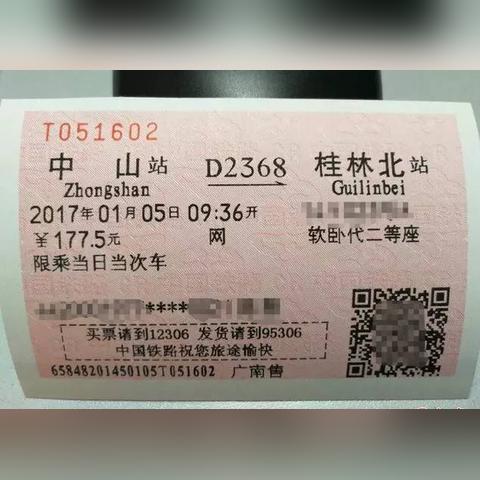 T051602
中山站 D2368 桂林北站
Zhongshan Guilinbei
2017年01月05日09:36开
¥177.5元 网 软卧代二等座
限乘当日当次车
买票请到12306 发货请到95306
中国铁路祝您旅途愉快
65848201450105T051602 广南售